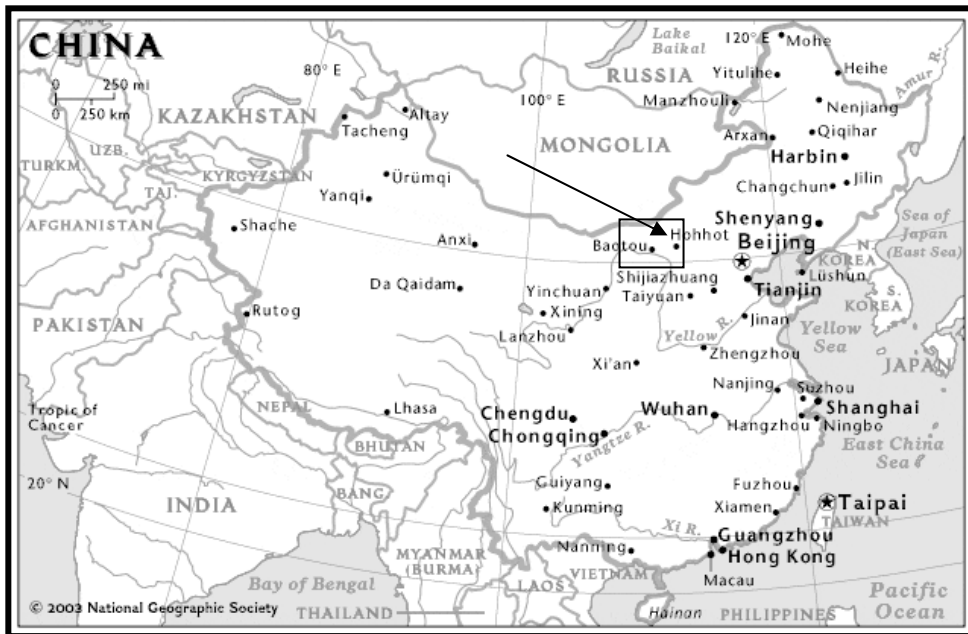 CHINA
0 250 mi
0 250 km
80° E
100° E
120° E
Lake
Baikal
RUSSIA
Mohe
Yitulihe
Heihe
Amur R.
Manzhouli
Nenjiang
KAZAKHSTAN
Altay
Tacheng
MONGOLIA
Arxan
Qiqihar
Harbin
TURKM.
UZB.
KYRGYZSTAN
TAJ.
Ürümqi
Yanqi
Changchun
Jilin
AFGHANISTAN
Shache
Anxi
Baotou
Hohhot
Shenyang
Beijing
Sea of
Japan
(East Sea)
N.
KOREA
Da Qaidam
Yinchuan
Shijiazhuang
Taiyuan
Tianjin
Lüshun
S.
KOREA
Rutog
Xining
Lanzhou
Yellow R.
Jinan
Yellow
Sea
PAKISTAN
JAPAN
Xi'an
Zhengzhou
Nanjing
Suzhou
NEPAL
Lhasa
Chengdu
Chongqing
Wuhan
Shanghai
Hangzhou
Ningbo
Tropic of
Cancer
BHUTAN
Yangtze R.
East China
Sea
20° N
INDIA
BANG.
Guiyang
Kunming
Fuzhou
Xiamen
Taipai
TAIWAN
Xi R.
Guangzhou
Hong Kong
MYANMAR
(BURMA)
Nanning
Macau
Bay of Bengal
LAOS
VIETNAM
Pacific
Ocean
© 2003 National Geographic Society
THAILAND
Hainan
PHILIPPINES